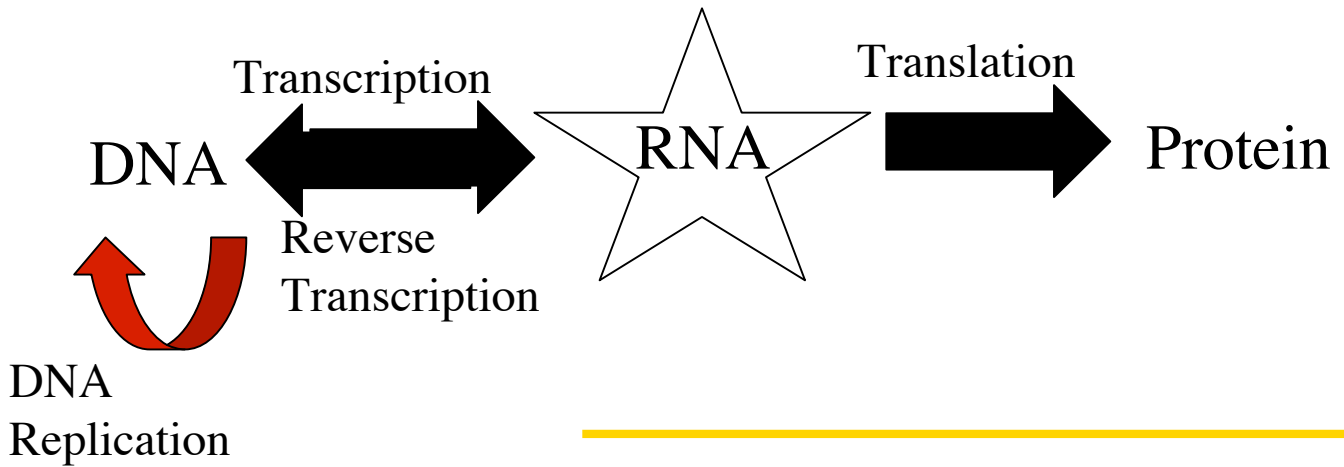 Transcription
Translation
DNA
RNA
Protein
Reverse
Transcription
DNA
Replication